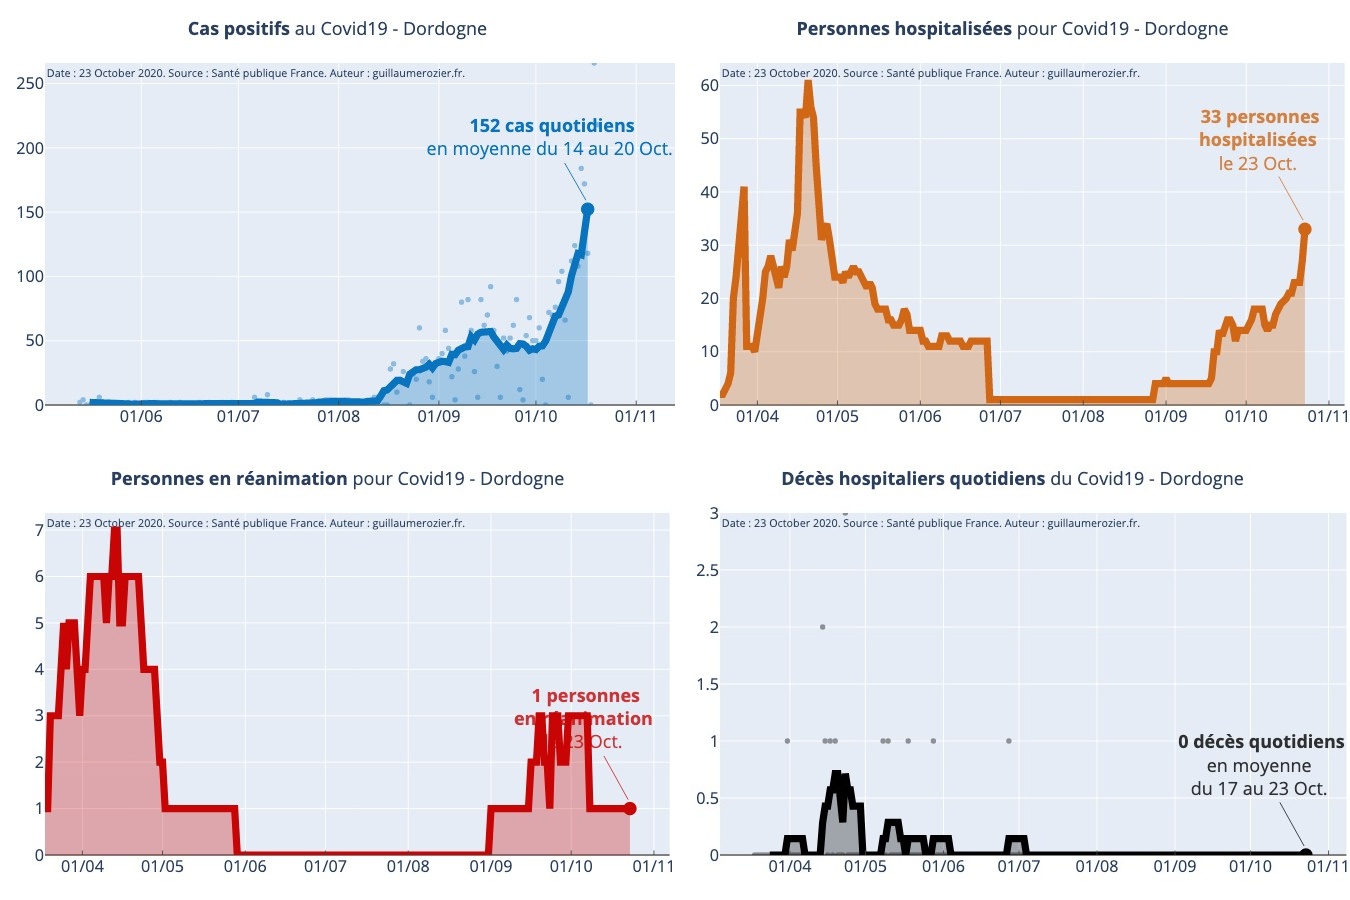 Cas positifs au Covid19 - Dordogne
Date : 23 October 2020. Source : Santé publique France. Auteur : guillaumerozier.fr.
250
200
150
100
50
0
152 cas quotidiens
en moyenne du 14 au 20 Oct.
01/06 01/07 01/08 01/09 01/10 01/11
Personnes hospitalisées pour Covid19 - Dordogne
Date : 23 October 2020. Source : Santé publique France. Auteur : guillaumerozier.fr.
60
50
40
30
20
10
0
33 personnes
hospitalisées
le 23 Oct.
01/04 01/05 01/06 01/07 01/08 01/09 01/10 01/11
Personnes en réanimation pour Covid19 - Dordogne
Date : 23 October 2020. Source : Santé publique France. Auteur : guillaumerozier.fr.
7
6
5
4
3
2
1
0
1 personnes
en réanimation
23 Oct.
01/04 01/05 01/06 01/07 01/08 01/09 01/10 01/11
Décès hospitaliers quotidiens du Covid19 - Dordogne
Date : 23 October 2020. Source : Santé publique France. Auteur : guillaumerozier.fr.
3
2.5
2
1.5
1
0.5
0
0 décès quotidiens
en moyenne
du 17 au 23 Oct.
01/04 01/05 01/06 01/07 01/08 01/09 01/10 01/11